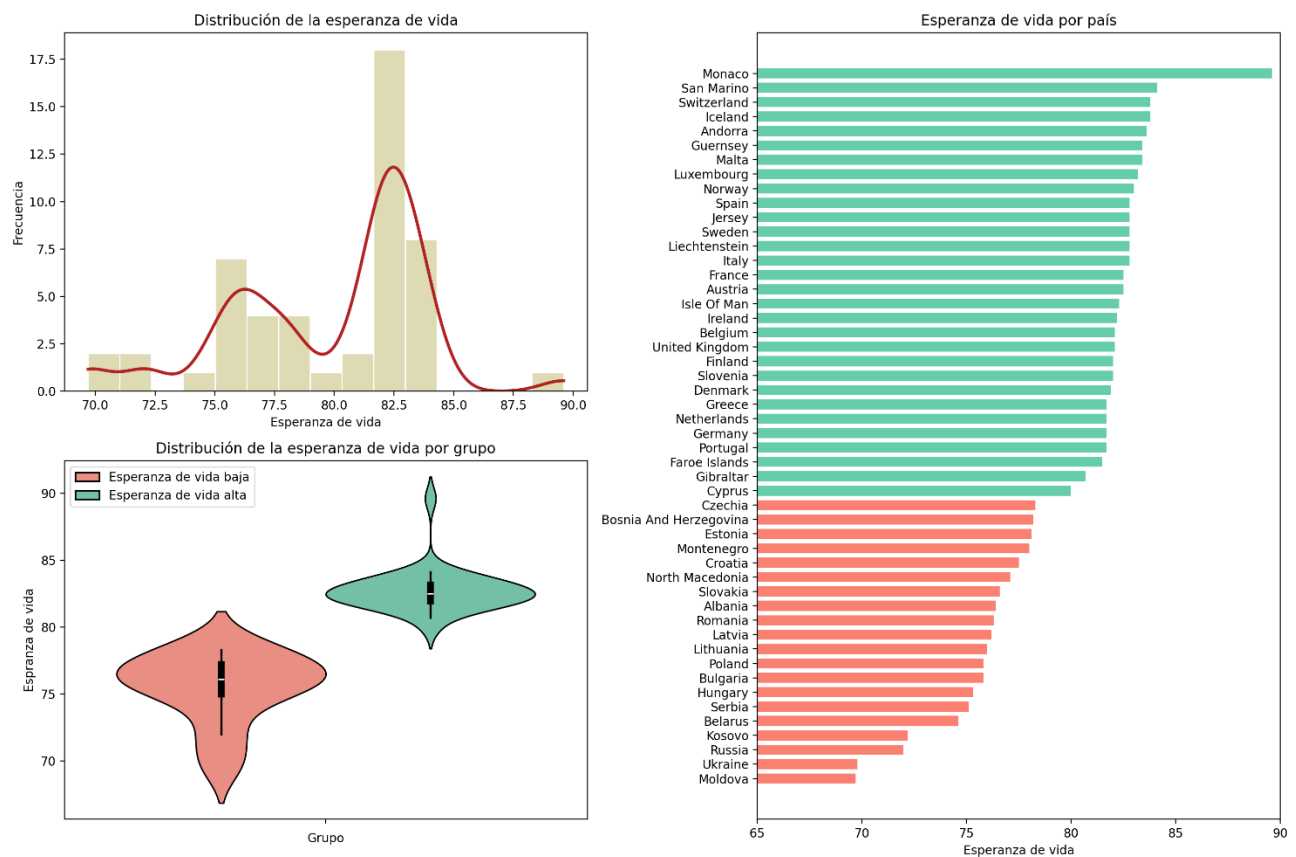 Distribución de la esperanza de vida
17.5
15.0
12.5
10.0
7.5
5.0
2.5
0.0
Frecuencia
70.0 72.5 75.0 77.5 80.0 82.5 85.0 87.5 90.0
Esperanza de vida
Distribución de la esperanza de vida por grupo
Esperanza de vida baja
Esperanza de vida alta
90
85
80
75
70
Espranza de vida
Grupo
Esperanza de vida por país
Monaco
San Marino
Switzerland
Iceland
Andorra
Guernsey
Malta
Luxembourg
Norway
Spain
Jersey
Sweden
Liechtenstein
Italy
France
Austria
Isle Of Man
Ireland
Belgium
United Kingdom
Finland
Slovenia
Denmark
Greece
Netherlands
Germany
Portugal
Faroe Islands
Gibraltar
Cyprus
Czechia
Bosnia And Herzegovina
Estonia
Montenegro
Croatia
North Macedonia
Slovakia
Albania
Romania
Latvia
Lithuania
Poland
Bulgaria
Hungary
Serbia
Belarus
Kosovo
Russia
Ukraine
Moldova
65 70 75 80 85 90
Esperanza de vida